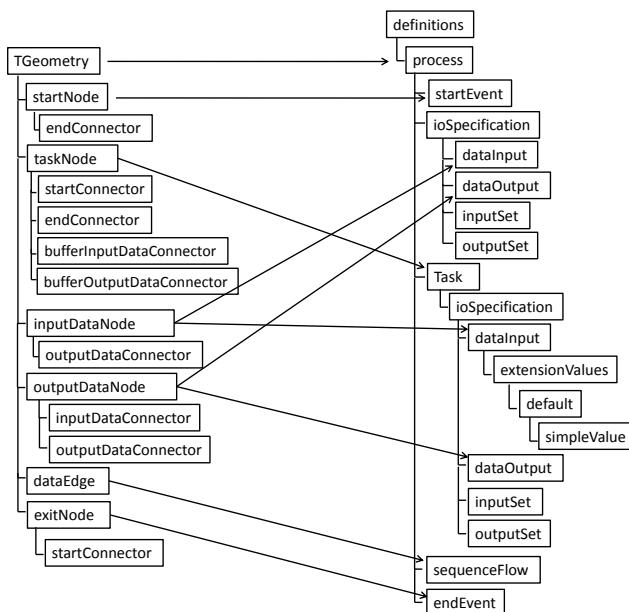 TGeometry
startNode
endConnector
taskNode
startConnector
endConnector
bufferInputDataConnector
bufferOutputDataConnector
inputDataNode
outputDataConnector
outputDataNode
inputDataConnector
outputDataConnector
dataEdge
exitNode
startConnector
definitions
process
startEvent
ioSpecification
dataInput
dataOutput
inputSet
outputSet
Task
ioSpecification
dataInput
extensionValues
default
simpleValue
dataOutput
inputSet
outputSet
sequenceFlow
endEvent